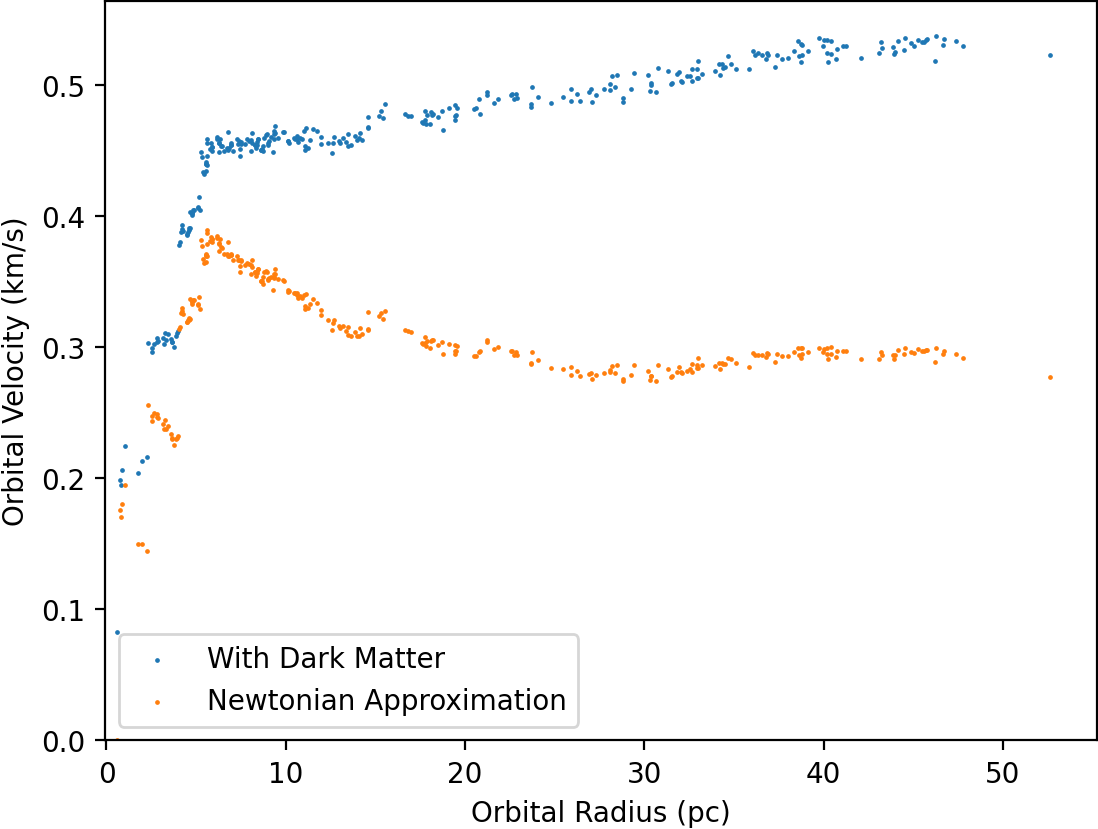 0.5
0.4
0.3
0.2
0.1
0.0
Orbital Velocity (km/s)
With Dark Matter
Newtonian Approximation
0 10 20 30 40 50
Orbital Radius (pc)